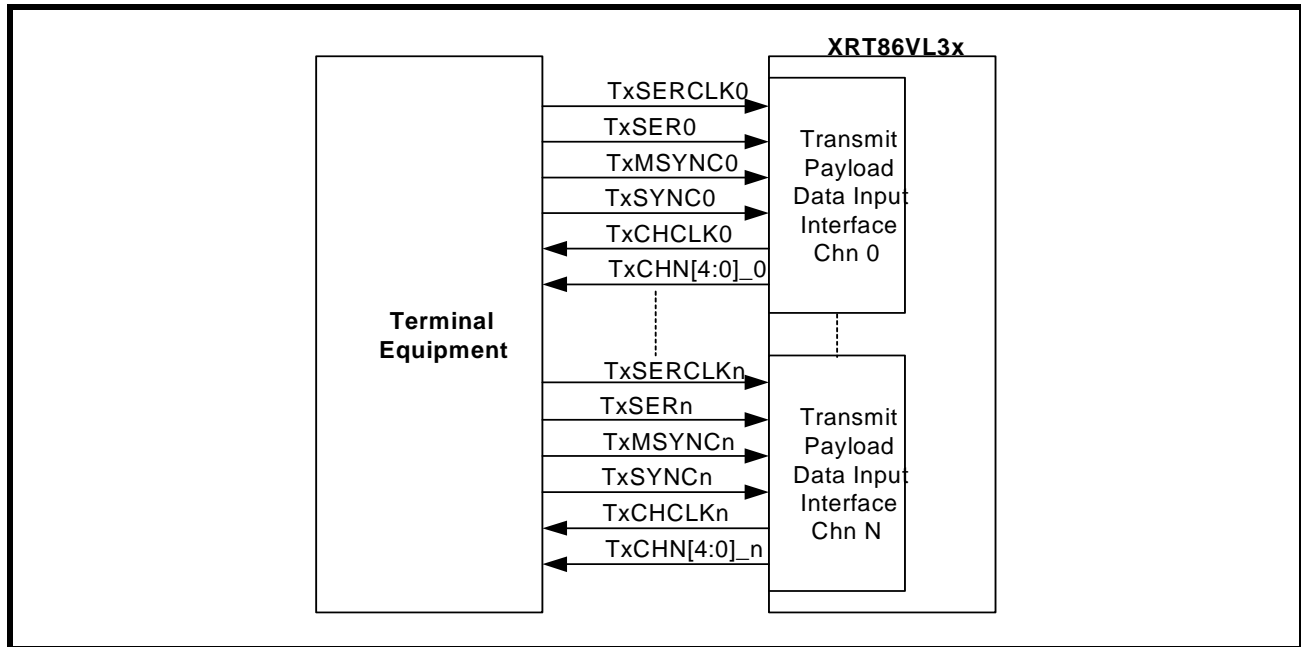 XRT86VL3x
TxSERCLK0
TxSER0
TxMSYNC0
TxSYNC0
TxCHCLK0
TxCHN[4:0]_0
Transmit
Payload
Data Input
Interface
Chn 0
Terminal
Equipment
TxSERCLKn
TxSERn
TxMSYNCn
TxSYNCn
TxCHCLKn
TxCHN[4:0]_n
Transmit
Payload
Data Input
Interface
Chn N